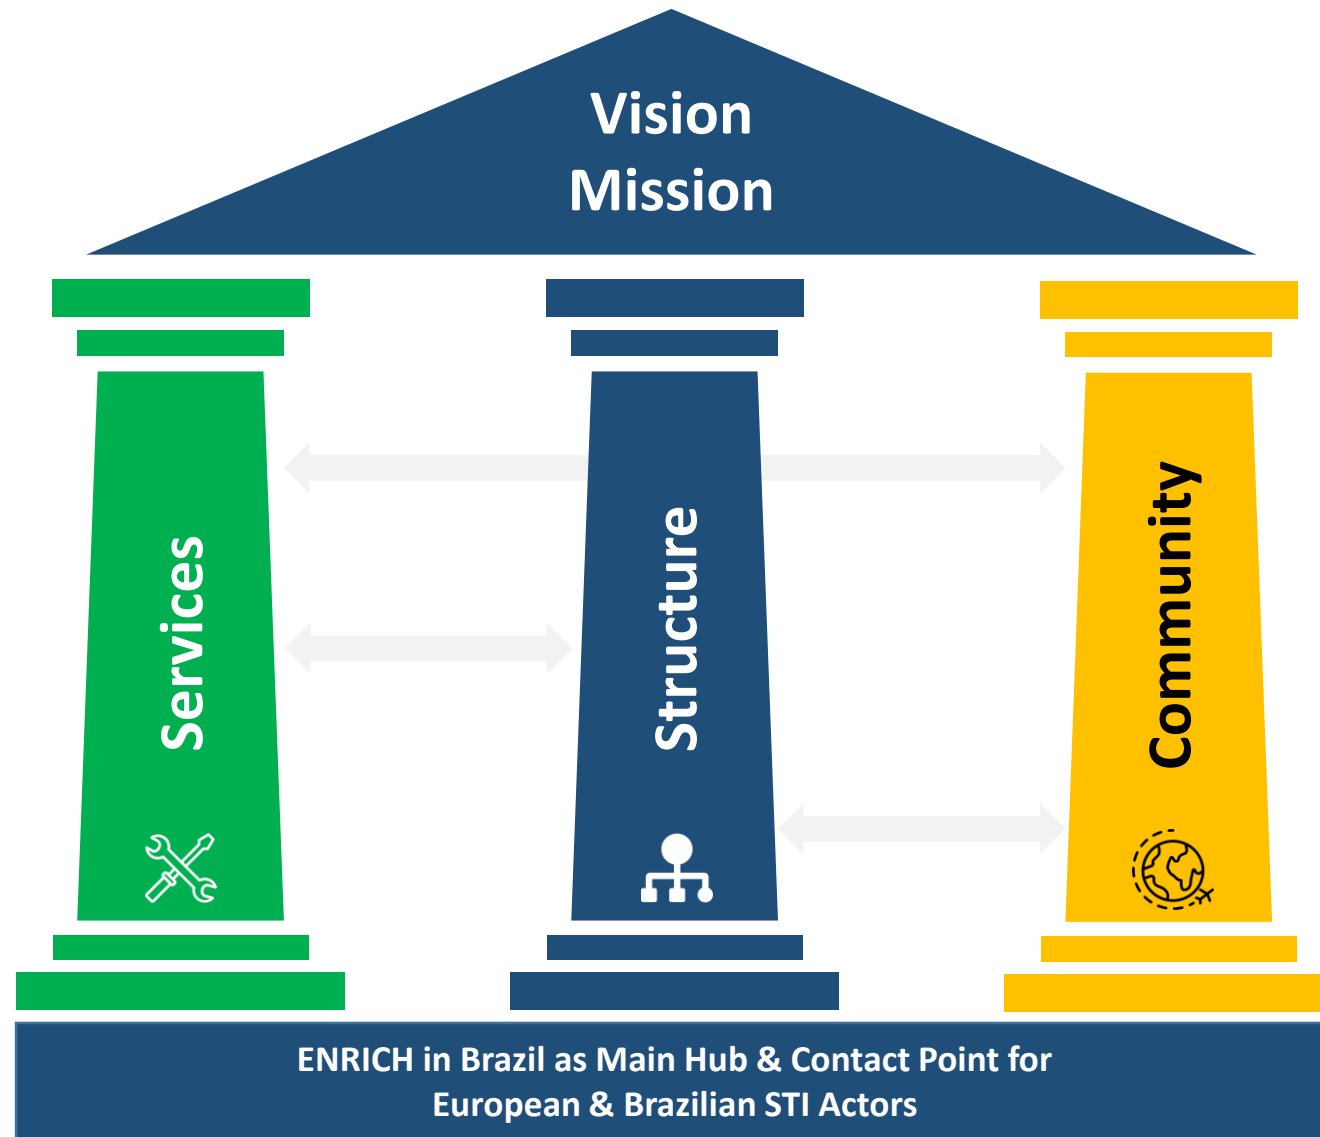 Vision
Mission
Services
Structure
Community
ENRICH in Brazil as Main Hub & Contact Point for
European & Brazilian STI Actors